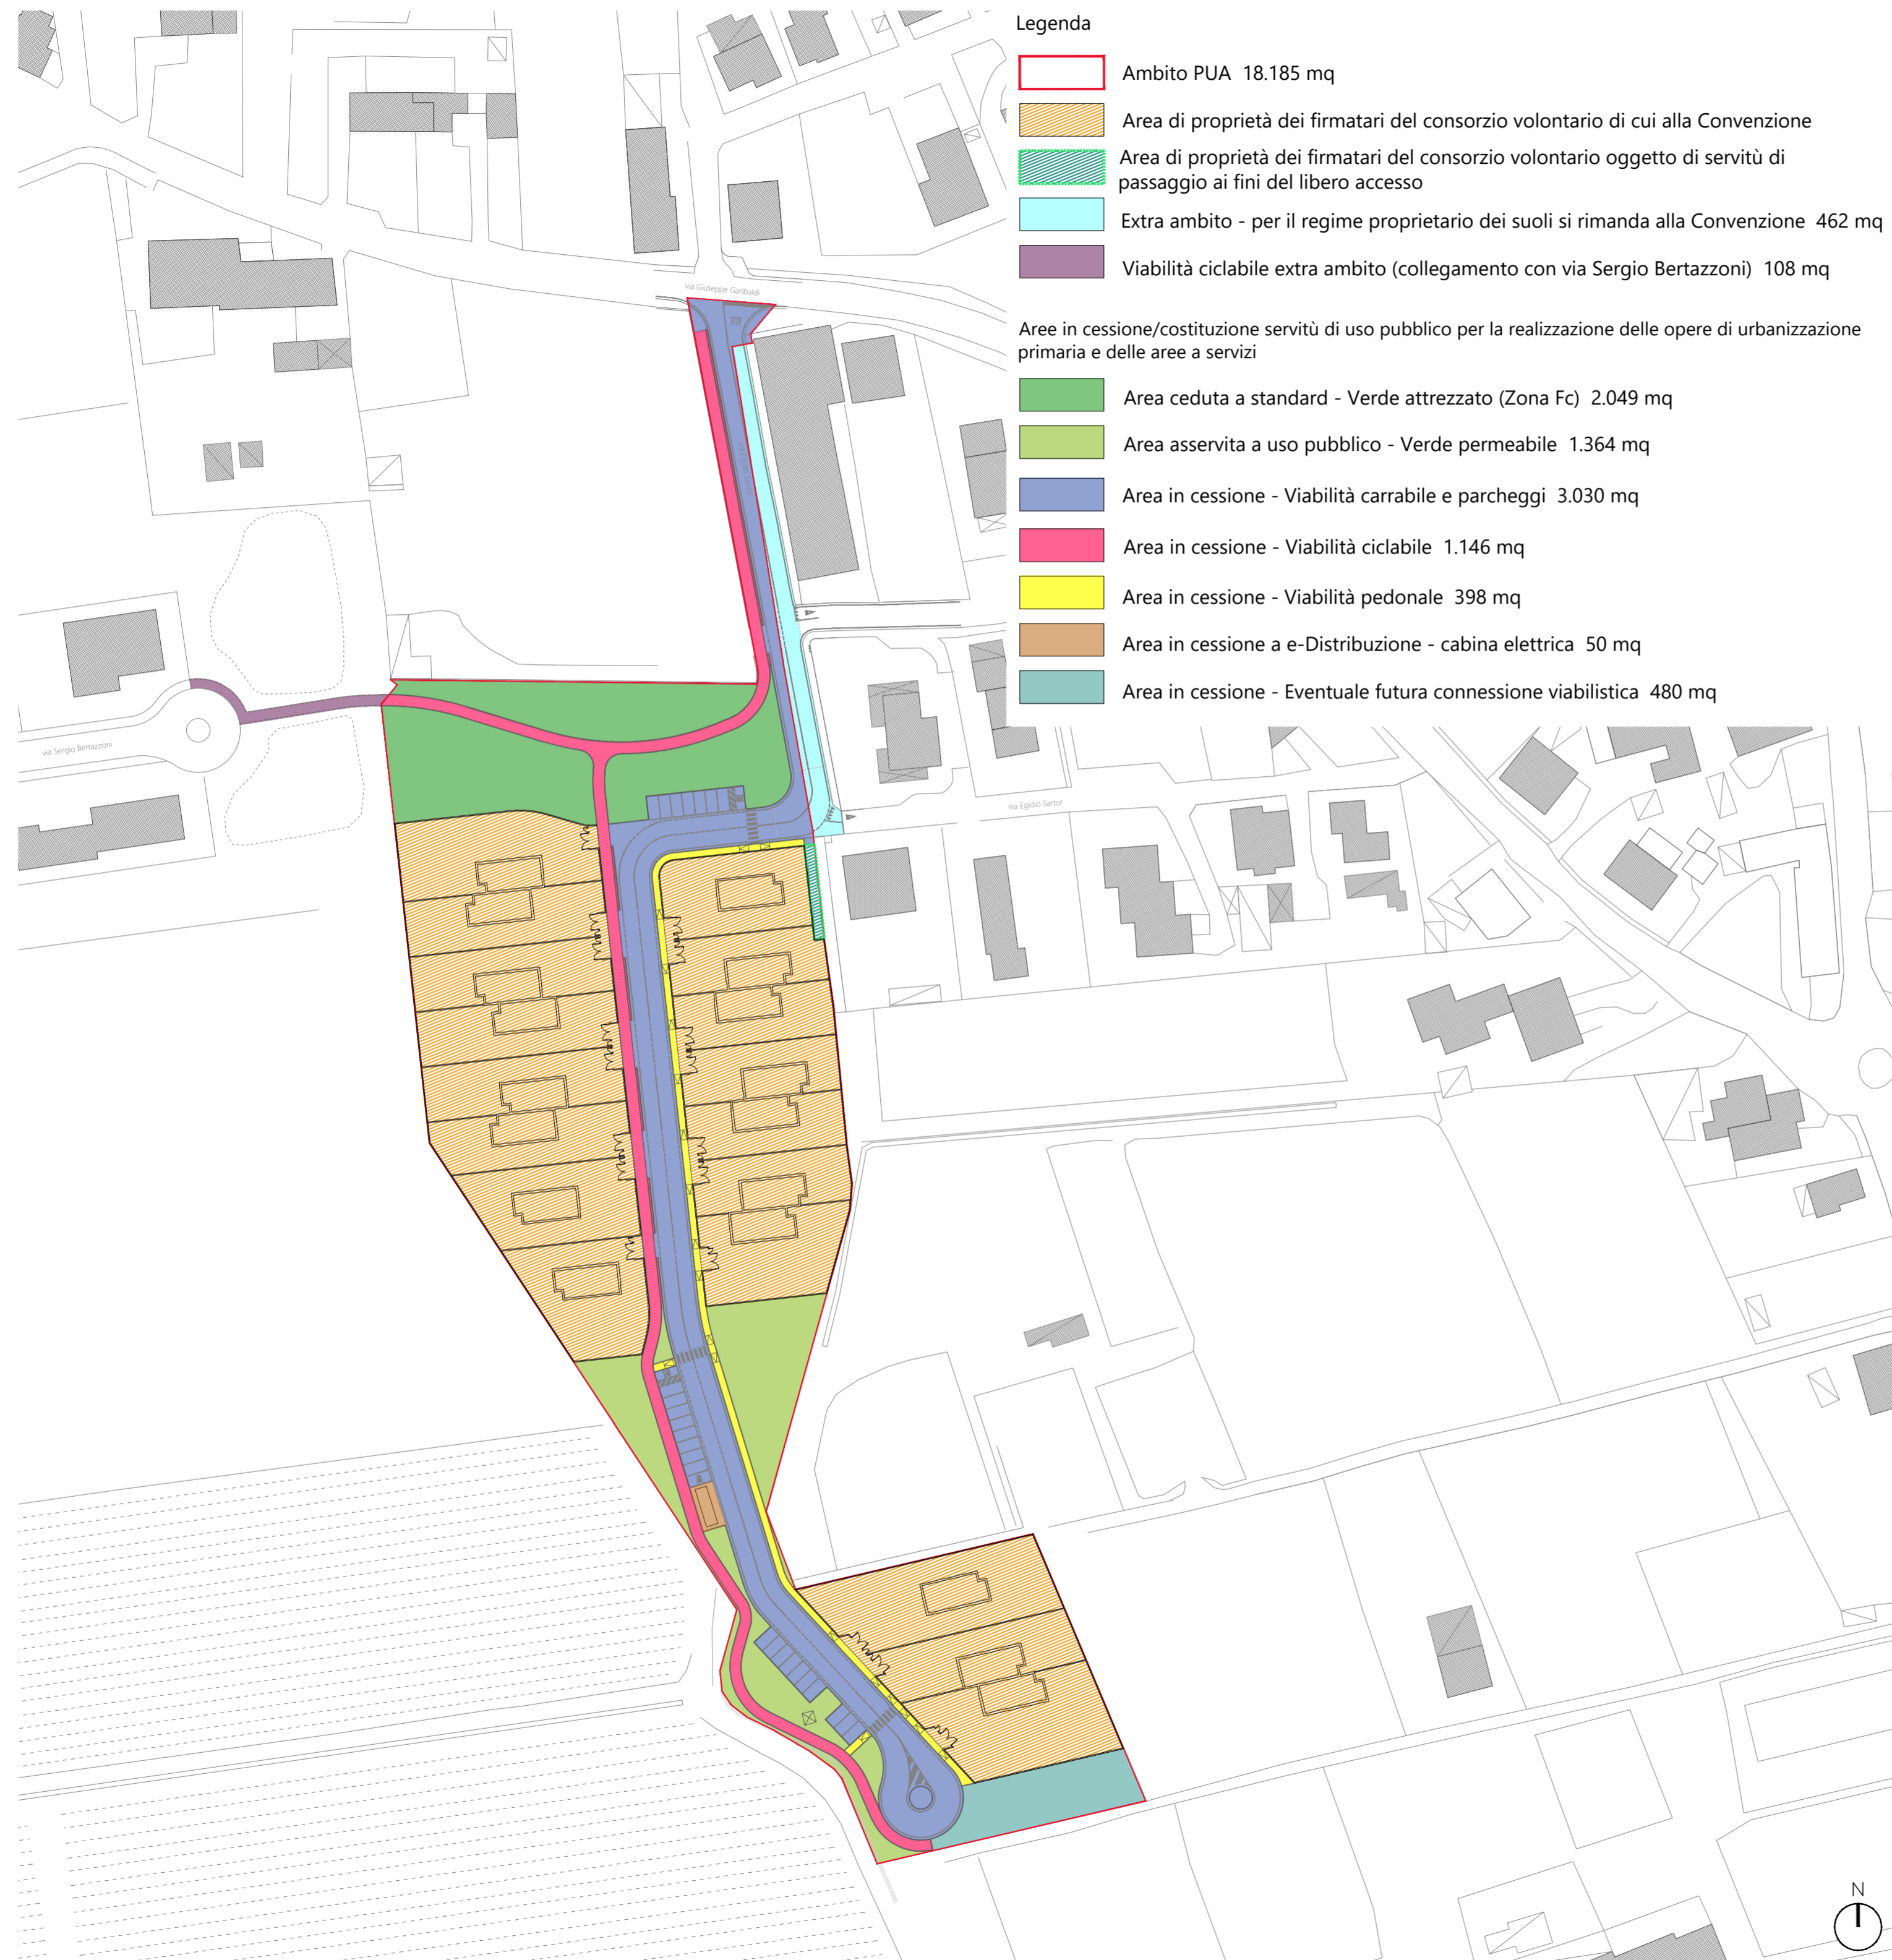 Legenda
Ambito PUA 18.185 mq
Area di proprietà dei firmatari del consorzio volontario di cui alla Convenzione
Area di proprietà dei firmatari del consorzio volontario oggetto di servitù di
passaggio ai fini del libero accesso
Extra ambito - per il regime proprietario dei suoli si rimanda alla Convenzione 462 mq
Viabilità ciclabile extra ambito (collegamento con via Sergio Bertazzoni) 108 mq
Aree in cessione/costituzione servitù di uso pubblico per la realizzazione delle opere di urbanizzazione
primaria e delle aree a servizi
Area ceduta a standard - Verde attrezzato (Zona Fc) 2.049 mq
Area asservita a uso pubblico - Verde permeabile 1.364 mq
Area in cessione - Viabilità carrabile e parcheggi 3.030 mq
Area in cessione - Viabilità ciclabile 1.146 mq
Area in cessione - Viabilità pedonale 398 mq
Area in cessione a e-Distribuzione - cabina elettrica 50 mq
Area in cessione - Eventuale futura connessione viabilistica 480 mq
via Giuseppe Garibaldi
via Sergio Bertazzoni
via Egidio Sartor
N